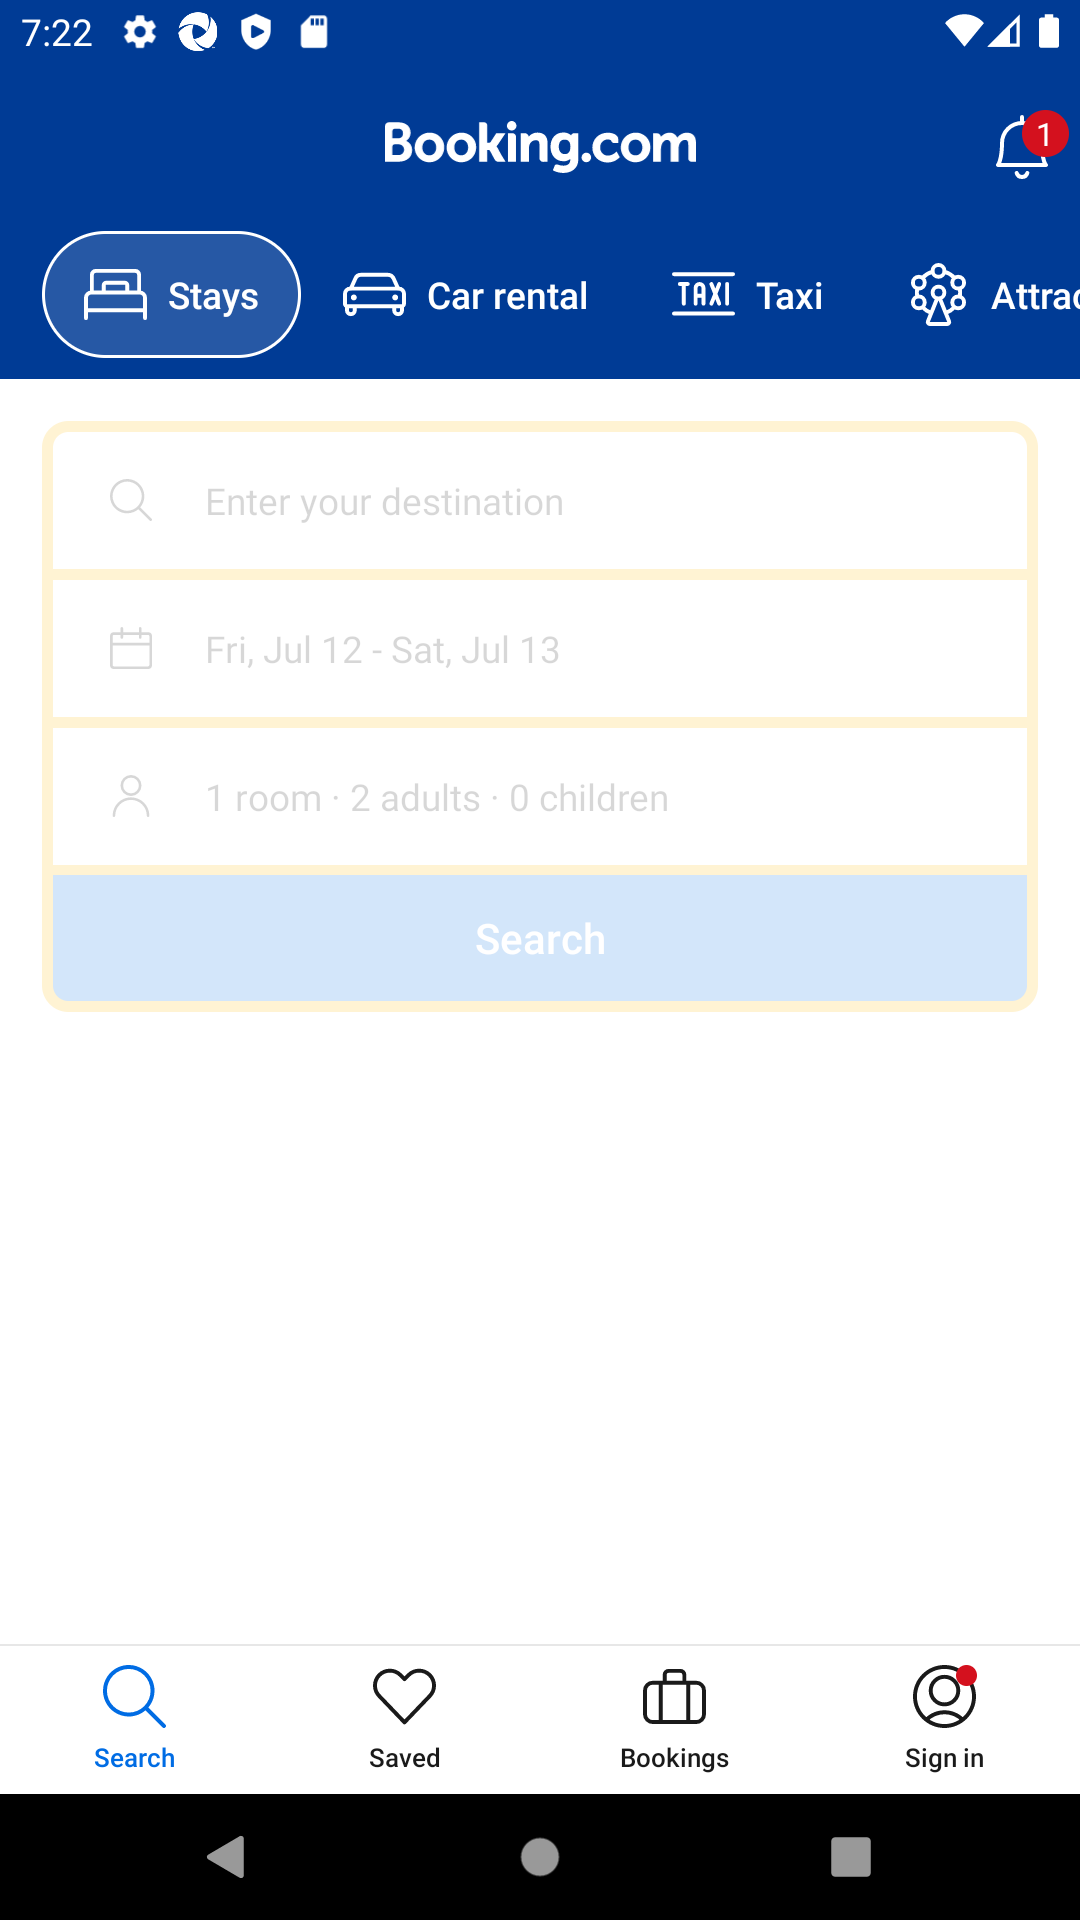 7:22
Booking.com
1
Stays
Car rental
TAXI
Taxi
Attrac
Enter your destination
Fri, Jul 12 - Sat, Jul 13
1 room · 2 adults · 0 children
Search
Search
Saved
Bookings
Sign in